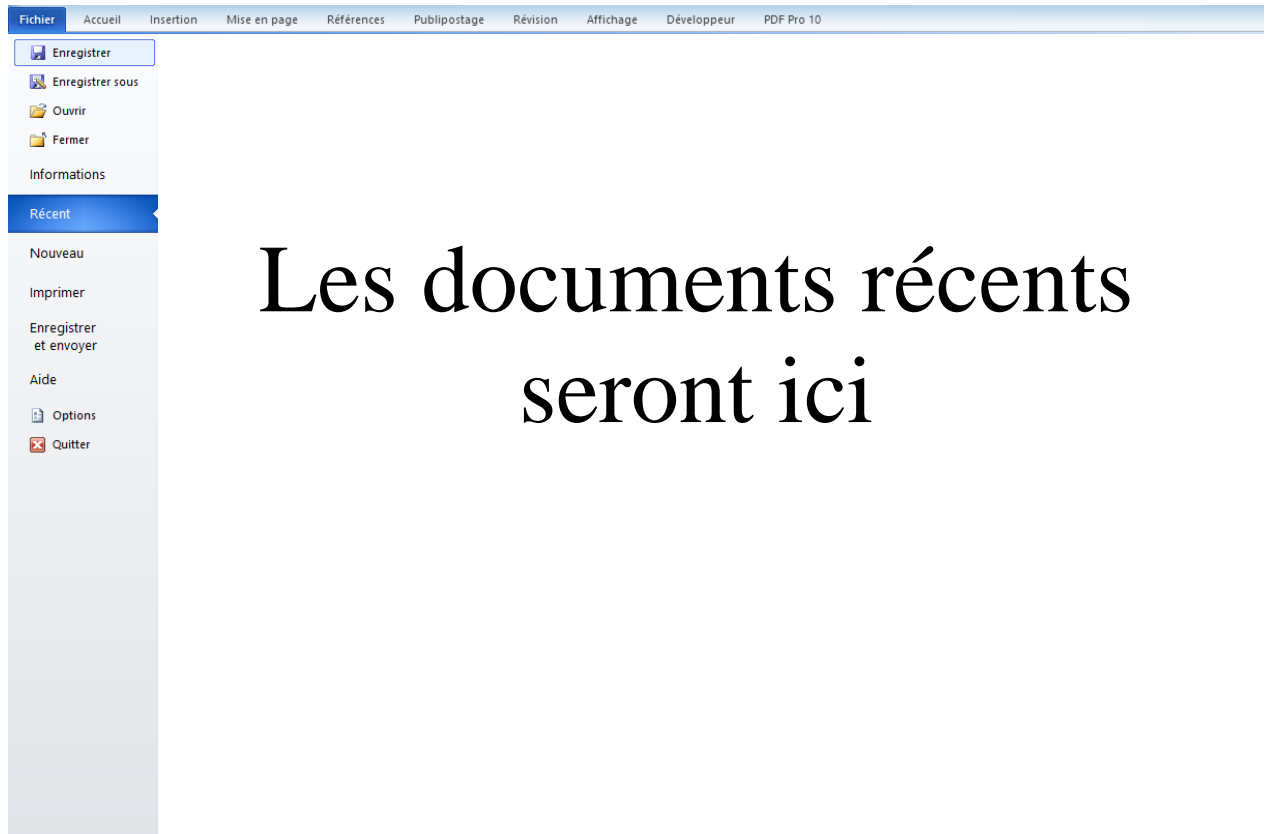 Fichier Accueil Insertion Mise en page Références Publipostage Révision Affichage Développeur PDF Pro 10
Enregistrer
Enregistrer sous
Ouvrir
Fermer
Informations
Récent
Nouveau
Imprimer
Enregistrer
et envoyer
Aide
Options
Quitter
Les documents récents
seront ici